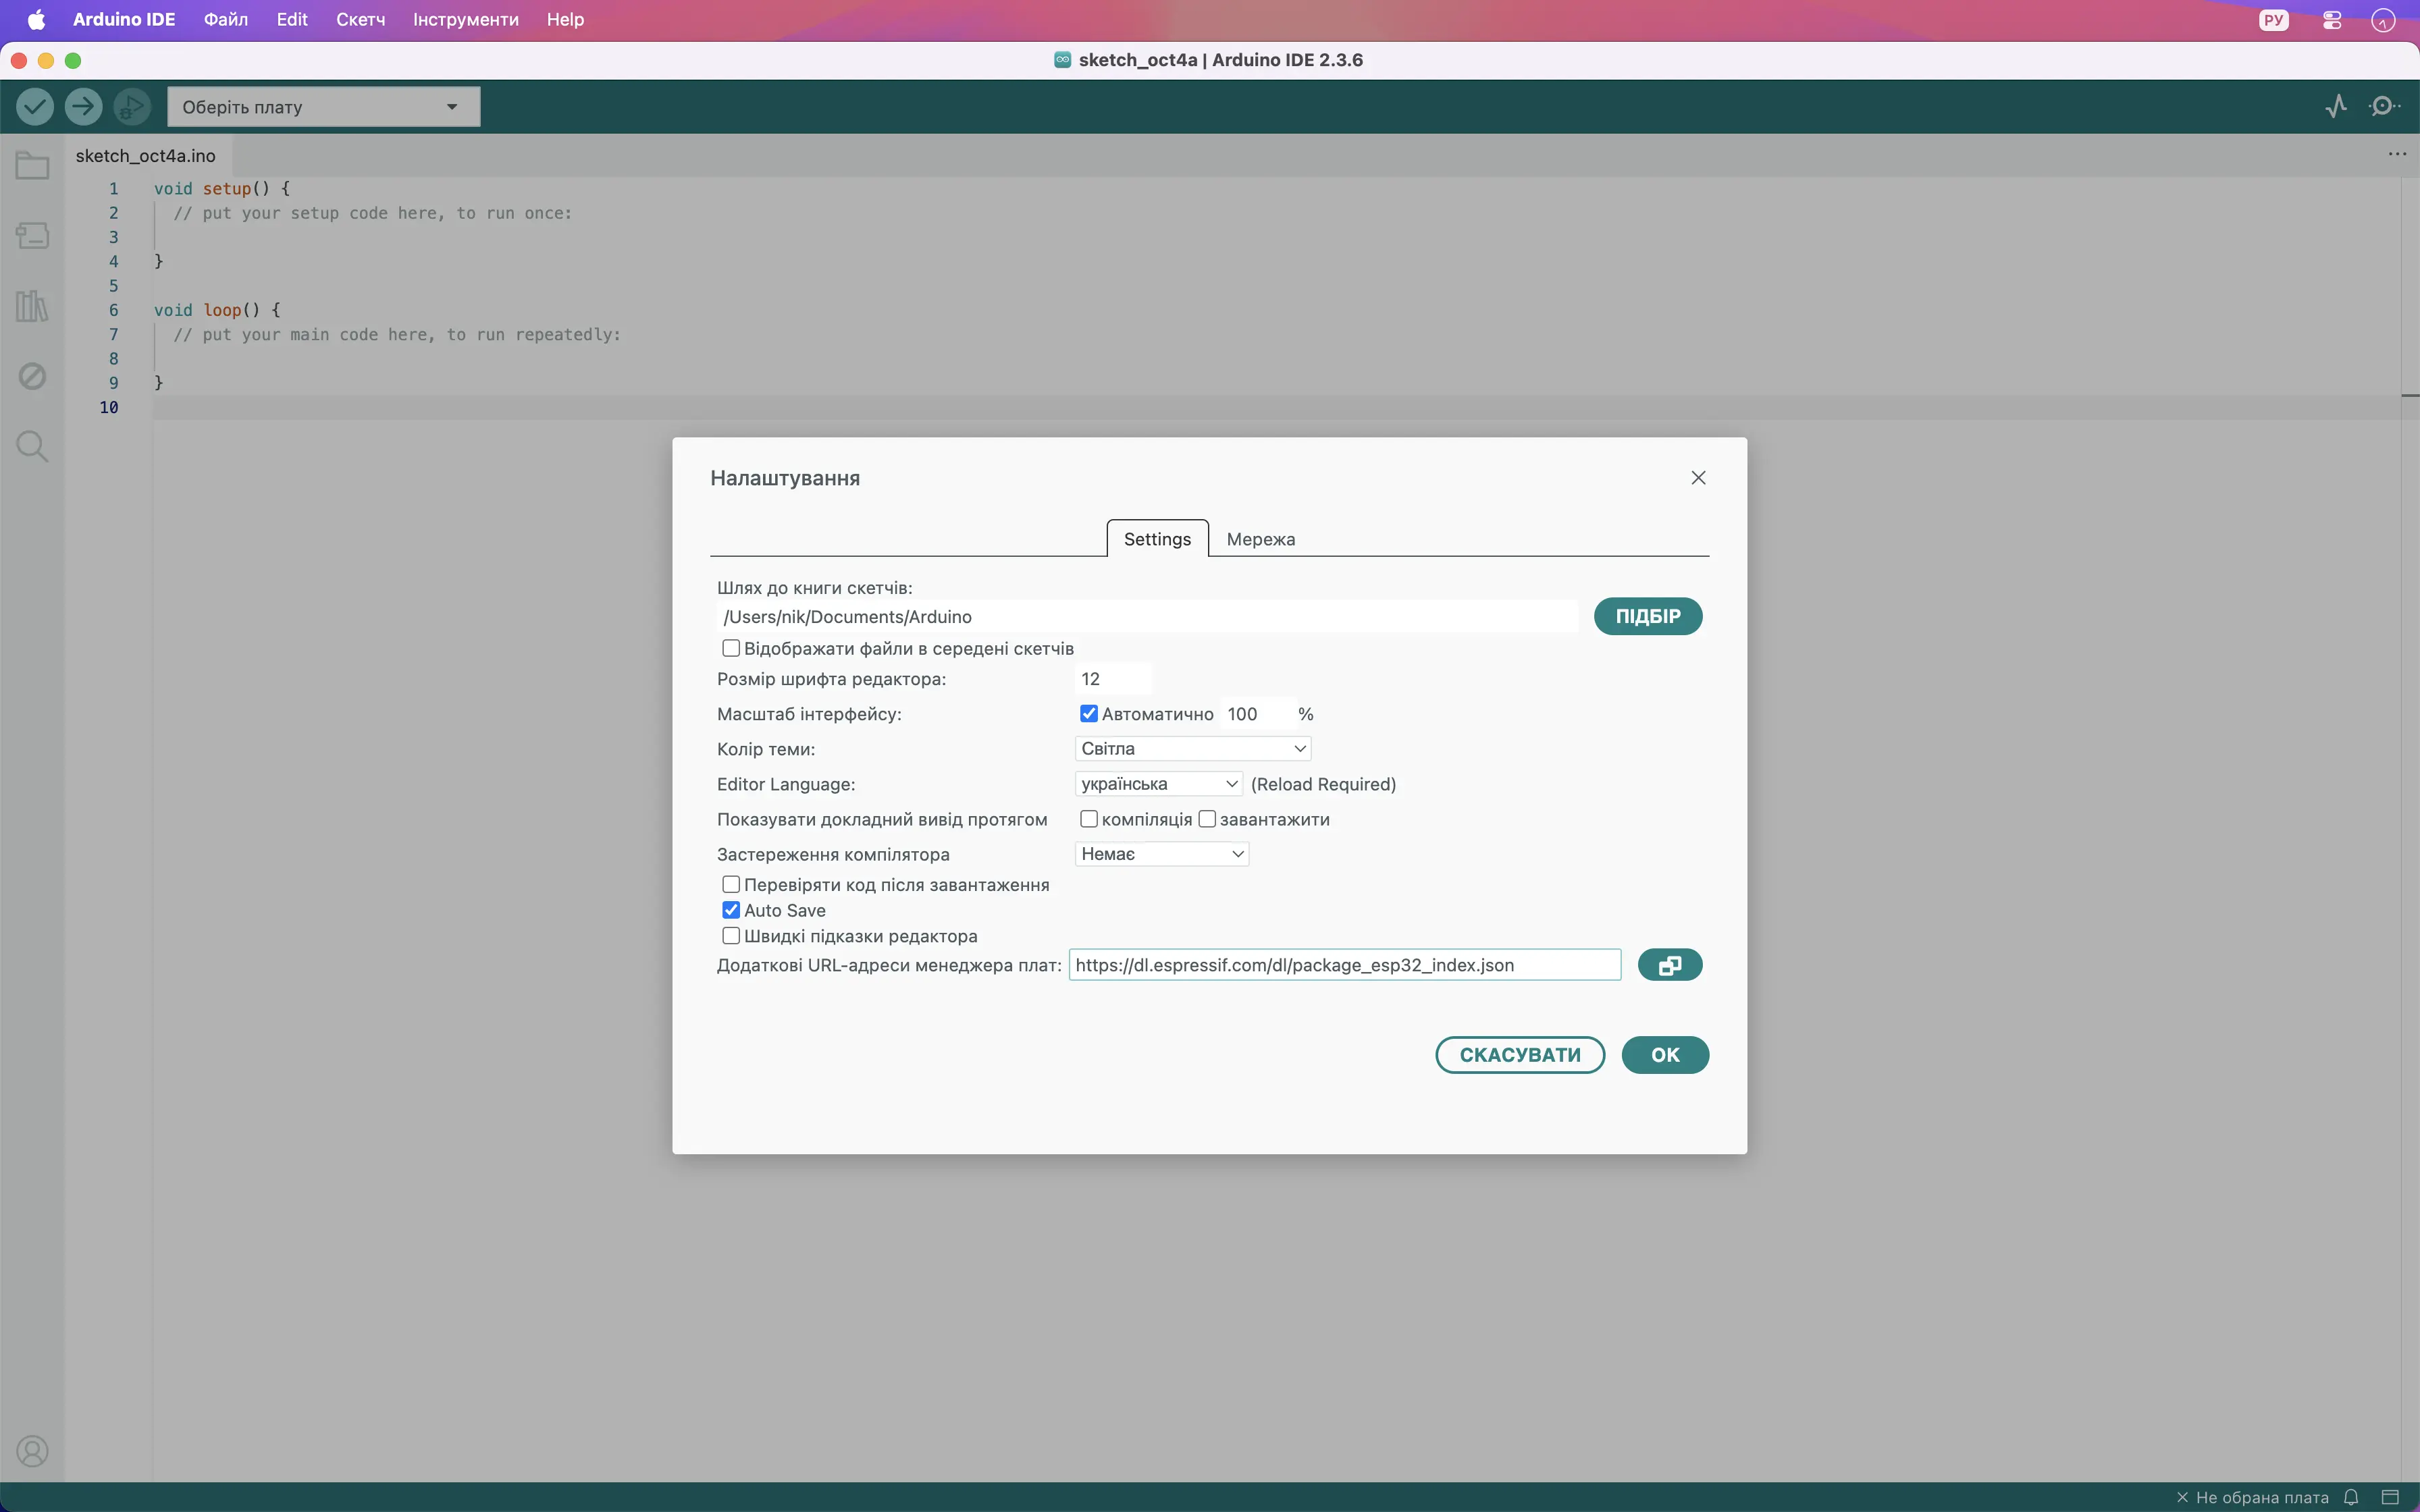 Arduino IDE Файл Edit Скетч Інструменти Help РУ
sketch_oct4a | Arduino IDE 2.3.6
Оберіть плату
sketch_oct4a.ino
1 void setup() {
2 // put your setup code here, to run once:
3
4 }
5
6 void loop() {
7 // put your main code here, to run repeatedly:
8
9 }
10
Налаштування
Settings Мережа
Шлях до книги скетчів:
/Users/nik/Documents/Arduino ПІДБІР
Відображати файли в середені скетчів
Розмір шрифта редактора: 12
Масштаб інтерфейсу: Автоматично 100 %
Колір теми: Світла
Editor Language: українська (Reload Required)
Показувати докладний вивід протягом компіляція завантажити
Застереження компілятора Немає
Перевіряти код після завантаження
Auto Save
Швидкі підказки редактора
Додаткові URL-адреси менеджера плат: https://dl.espressif.com/dl/package_esp32_index.json
СКАСУВАТИ OK
Не обрана плата